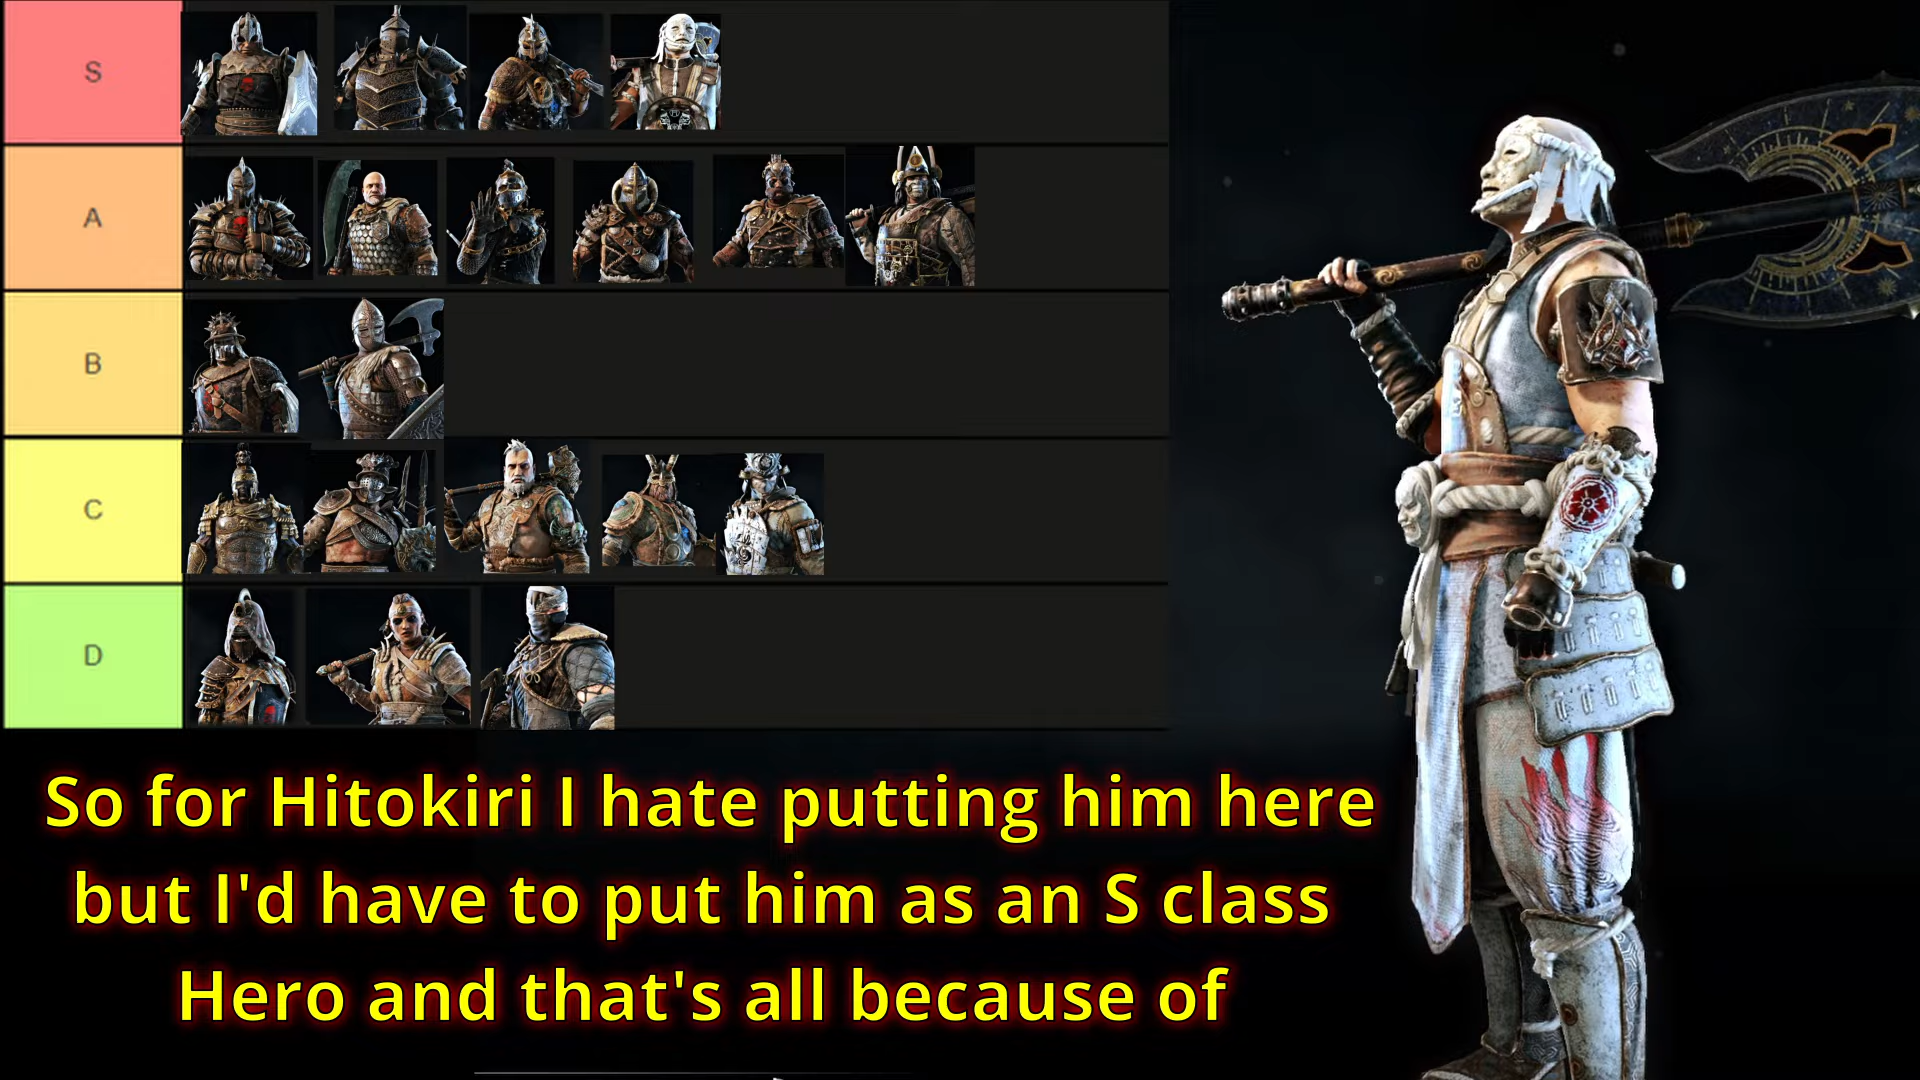 S
A
B
C
D
So for Hitokiri I hate putting him here
but I'd have to put him as an S class
Hero and that's all because of